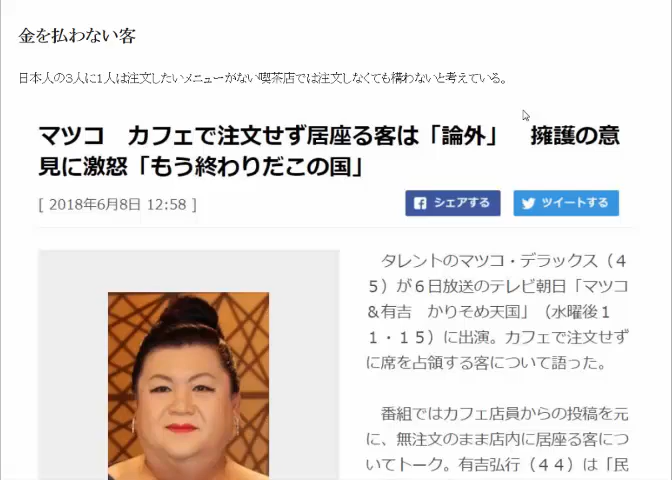 金を払わない客
日本人の3人に1人は注文したいメニューがない喫茶店では注文しなくても構わないと考えている。
マツコ　カフェで注文せず居座る客は「論外」　擁護の意
見に激怒「もう終わりだこの国」
[ 2018年6月8日 12:58 ]
シェアする
ツイートする
タレントのマツコ・デラックス（４
５）が６日放送のテレビ朝日「マツコ
＆有吉　かりそめ天国」（水曜後１
１・１５）に出演。カフェで注文せず
に席を占領する客について語った。
番組ではカフェ店員からの投稿を元
に、無注文のまま店内に居座る客につ
いてトーク。有吉弘行（４４）は「民